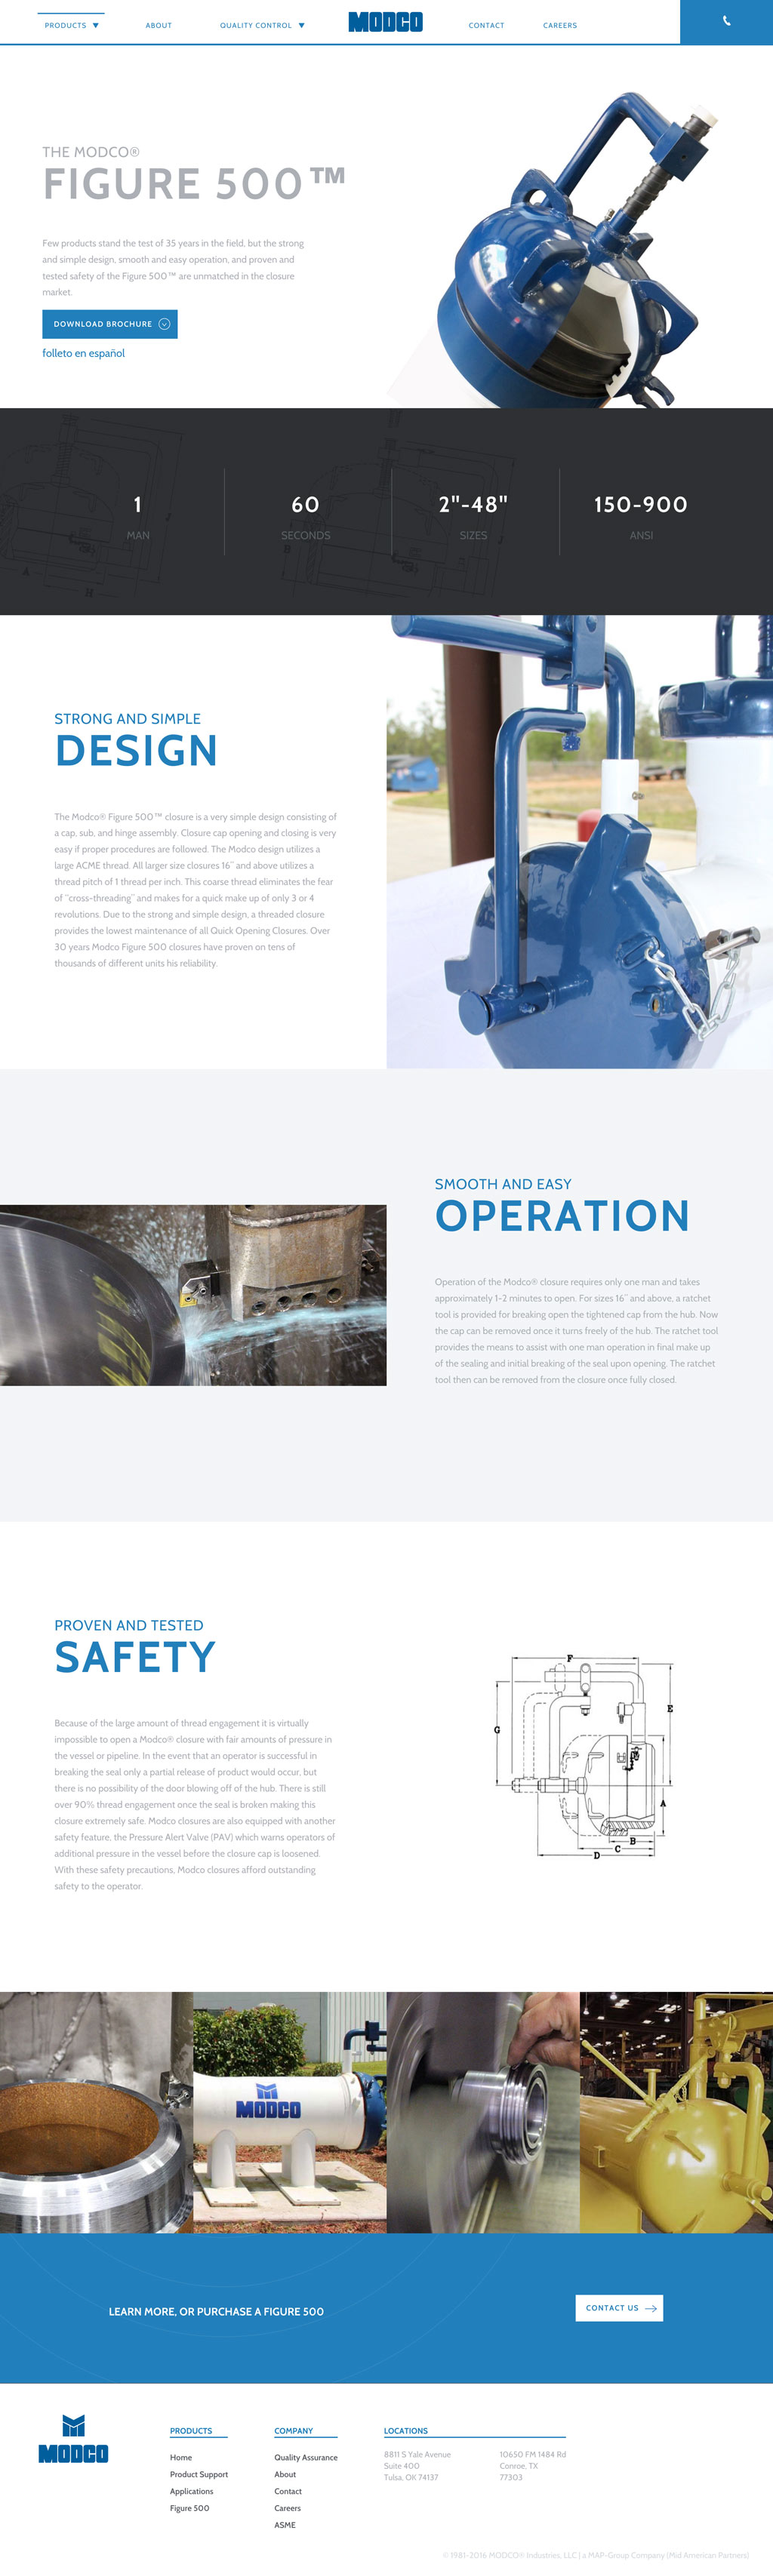 PRODUCTS ▼ ABOUT QUALITY CONTROL ▼ MODCO CONTACT CAREERS
THE MODCO®
FIGURE 500™
Few products stand the test of 35 years in the field, but the strong
and simple design, smooth and easy operation, and proven and
tested safety of the Figure 500™ are unmatched in the closure
market.
DOWNLOAD BROCHURE
folleto en español
1
MAN
60
SECONDS
2"-48"
SIZES
150-900
ANSI
A
H
B
STRONG AND SIMPLE
DESIGN
The Modco® Figure 500™ closure is a very simple design consisting of
a cap, sub, and hinge assembly. Closure cap opening and closing is very
easy if proper procedures are followed. The Modco design utilizes a
large ACME thread. All larger size closures 16″ and above utilizes a
thread pitch of 1 thread per inch. This coarse thread eliminates the fear
of “cross-threading” and makes for a quick make up of only 3 or 4
revolutions. Due to the strong and simple design, a threaded closure
provides the lowest maintenance of all Quick Opening Closures. Over
30 years Modco Figure 500 closures have proven on tens of
thousands of different units his reliability.
SMOOTH AND EASY
OPERATION
Operation of the Modco® closure requires only one man and takes
approximately 1-2 minutes to open. For sizes 16″ and above, a ratchet
tool is provided for breaking open the tightened cap from the hub. Now
the cap can be removed once it turns freely of the hub. The ratchet tool
provides the means to assist with one man operation in final make up
of the sealing and initial breaking of the seal upon opening. The ratchet
tool then can be removed from the closure once fully closed.
PROVEN AND TESTED
SAFETY
Because of the large amount of thread engagement it is virtually
impossible to open a Modco® closure with fair amounts of pressure in
the vessel or pipeline. In the event that an operator is successful in
breaking the seal only a partial release of product would occur, but
there is no possibility of the door blowing off of the hub. There is still
over 90% thread engagement once the seal is broken making this
closure extremely safe. Modco closures are also equipped with another
safety feature, the Pressure Alert Valve (PAV) which warns operators of
additional pressure in the vessel before the closure cap is loosened.
With these safety precautions, Modco closures afford outstanding
safety to the operator.
F
E
G
A
B
C
D
MODCO
LEARN MORE, OR PURCHASE A FIGURE 500
CONTACT US
MODCO
PRODUCTS
Home
Product Support
Applications
Figure 500
COMPANY
Quality Assurance
About
Contact
Careers
ASME
LOCATIONS
8811 S Yale Avenue
Suite 400
Tulsa, OK 74137
10650 FM 1484 Rd
Conroe, TX
77303
© 1981-2016 MODCO® Industries, LLC | a MAP-Group Company (Mid American Partners)